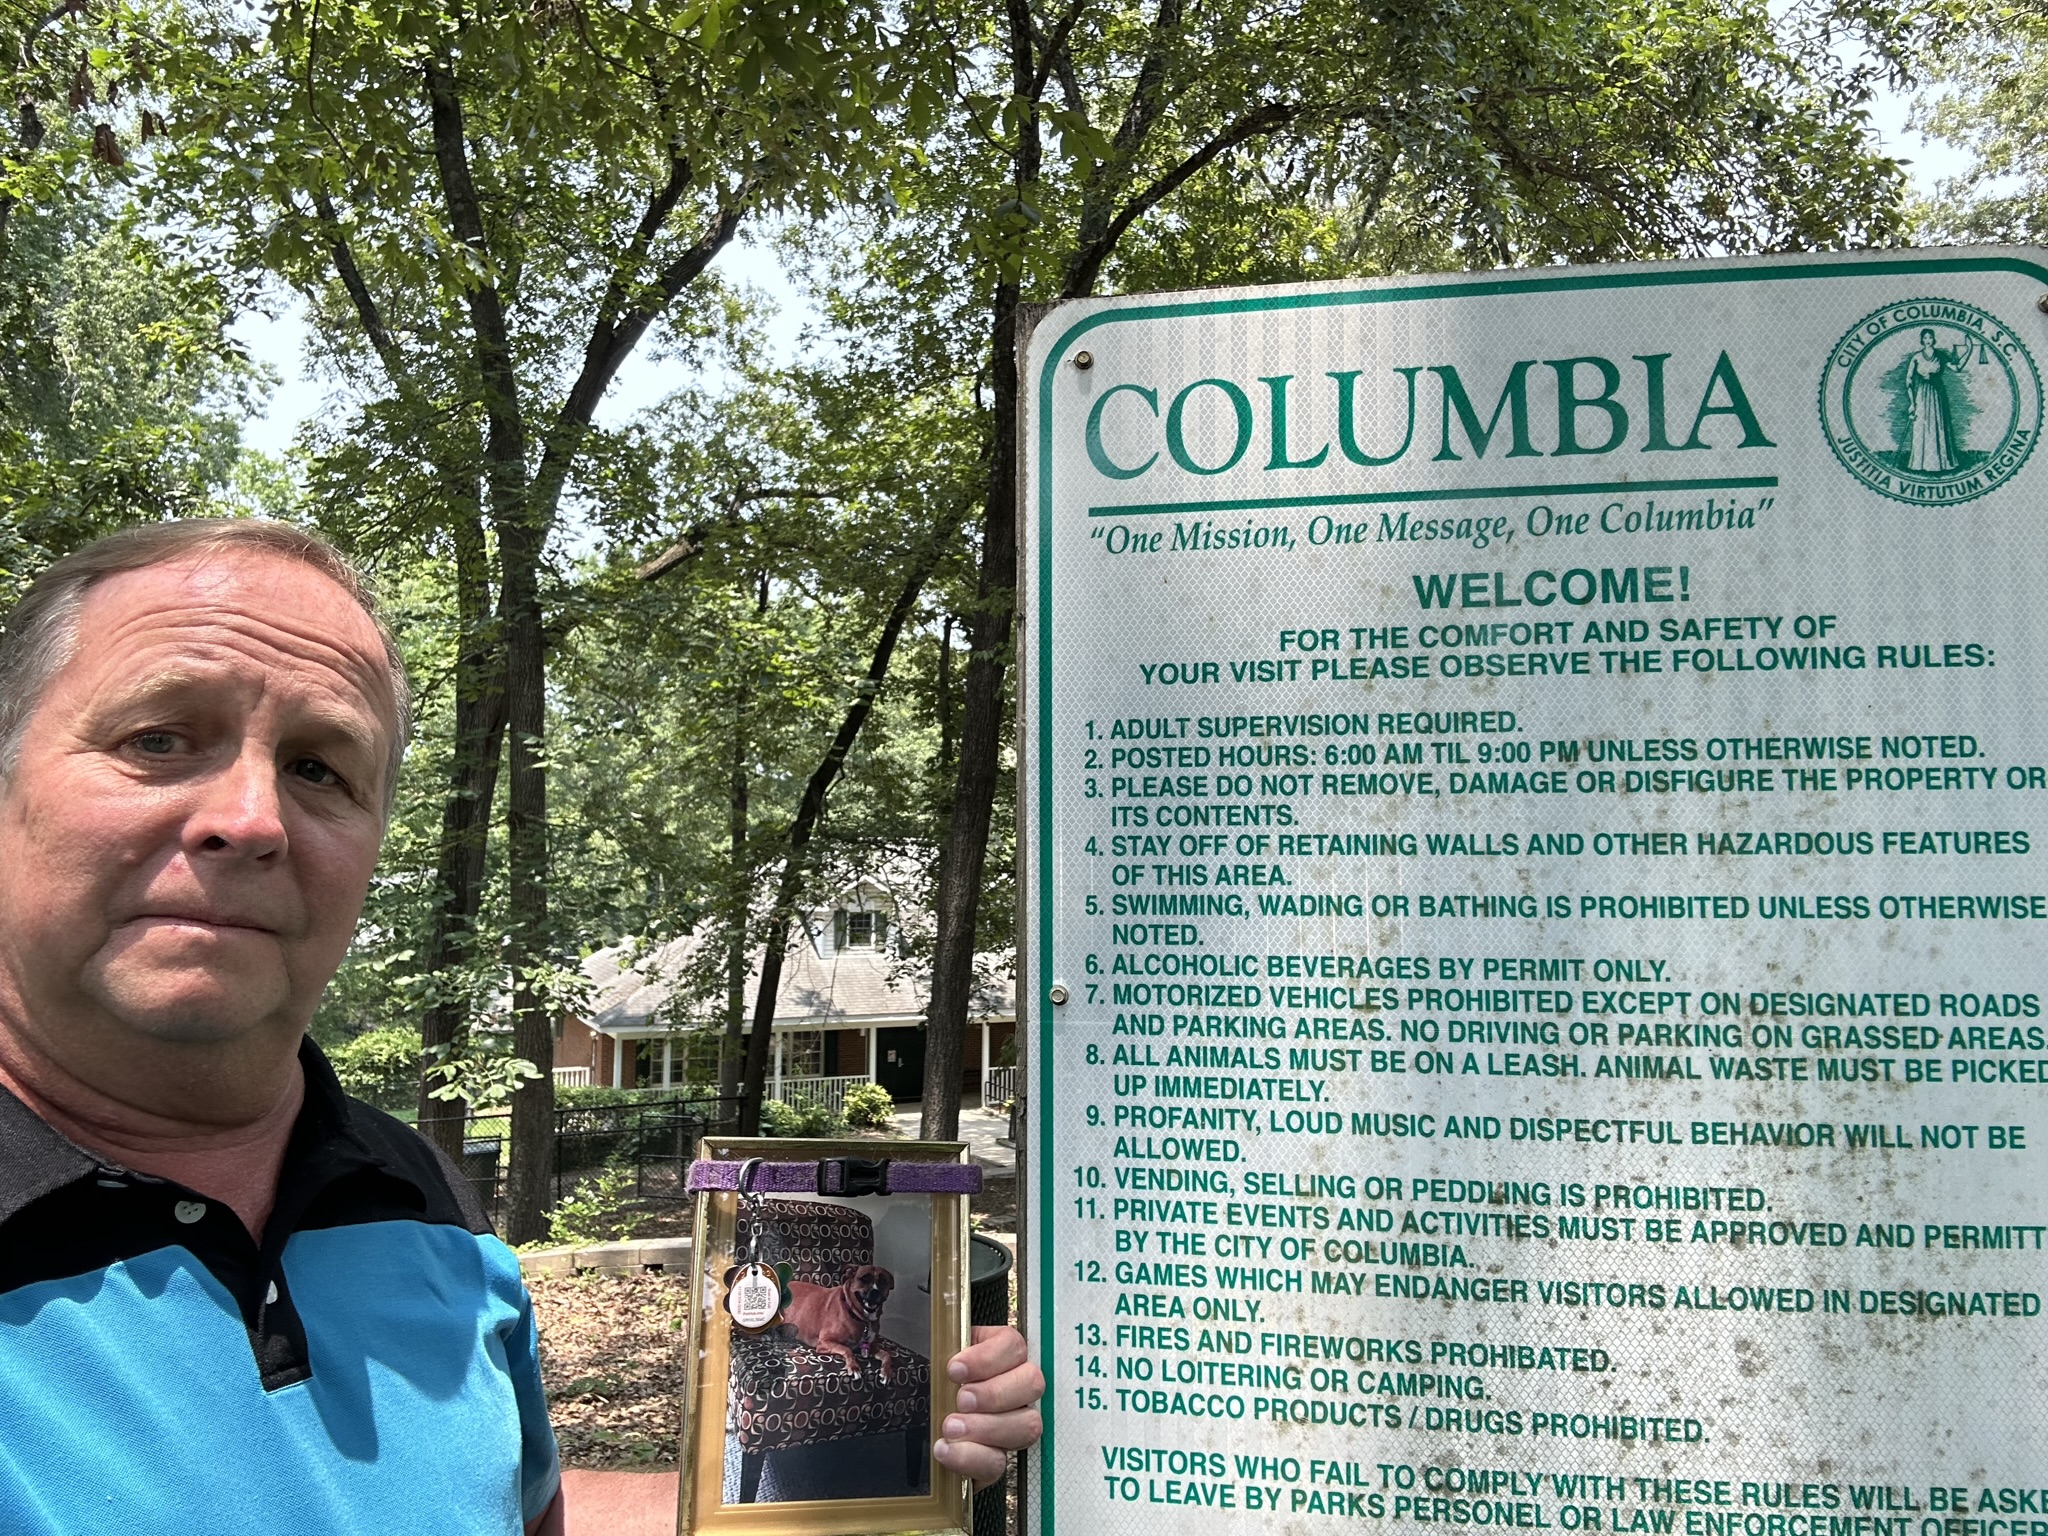 COLUMBIA
CITY OF COLUMBIA, S.C.
JUSTITIA VIRTUTUM REGINA
"One Mission, One Message, One Columbia"
WELCOME!
FOR THE COMFORT AND SAFETY OF
YOUR VISIT PLEASE OBSERVE THE FOLLOWING RULES:
1. ADULT SUPERVISION REQUIRED.
2. POSTED HOURS: 6:00 AM TIL 9:00 PM UNLESS OTHERWISE NOTED.
3. PLEASE DO NOT REMOVE, DAMAGE OR DISFIGURE THE PROPERTY OR
ITS CONTENTS.
4. STAY OFF OF RETAINING WALLS AND OTHER HAZARDOUS FEATURES
OF THIS AREA.
5. SWIMMING, WADING OR BATHING IS PROHIBITED UNLESS OTHERWISE
NOTED.
6. ALCOHOLIC BEVERAGES BY PERMIT ONLY.
7. MOTORIZED VEHICLES PROHIBITED EXCEPT ON DESIGNATED ROADS
AND PARKING AREAS. NO DRIVING OR PARKING ON GRASSED AREAS.
8. ALL ANIMALS MUST BE ON A LEASH. ANIMAL WASTE MUST BE PICKED
UP IMMEDIATELY.
9. PROFANITY, LOUD MUSIC AND DISPECTFUL BEHAVIOR WILL NOT BE
ALLOWED.
10. VENDING, SELLING OR PEDDLING IS PROHIBITED.
11. PRIVATE EVENTS AND ACTIVITIES MUST BE APPROVED AND PERMITT
BY THE CITY OF COLUMBIA.
12. GAMES WHICH MAY ENDANGER VISITORS ALLOWED IN DESIGNATED
AREA ONLY.
13. FIRES AND FIREWORKS PROHIBATED.
14. NO LOITERING OR CAMPING.
15. TOBACCO PRODUCTS / DRUGS PROHIBITED.
VISITORS WHO FAIL TO COMPLY WITH THESE RULES WILL BE ASKE
TO LEAVE BY PARKS PERSONEL OR LAW ENFORCEMENT OFFICER